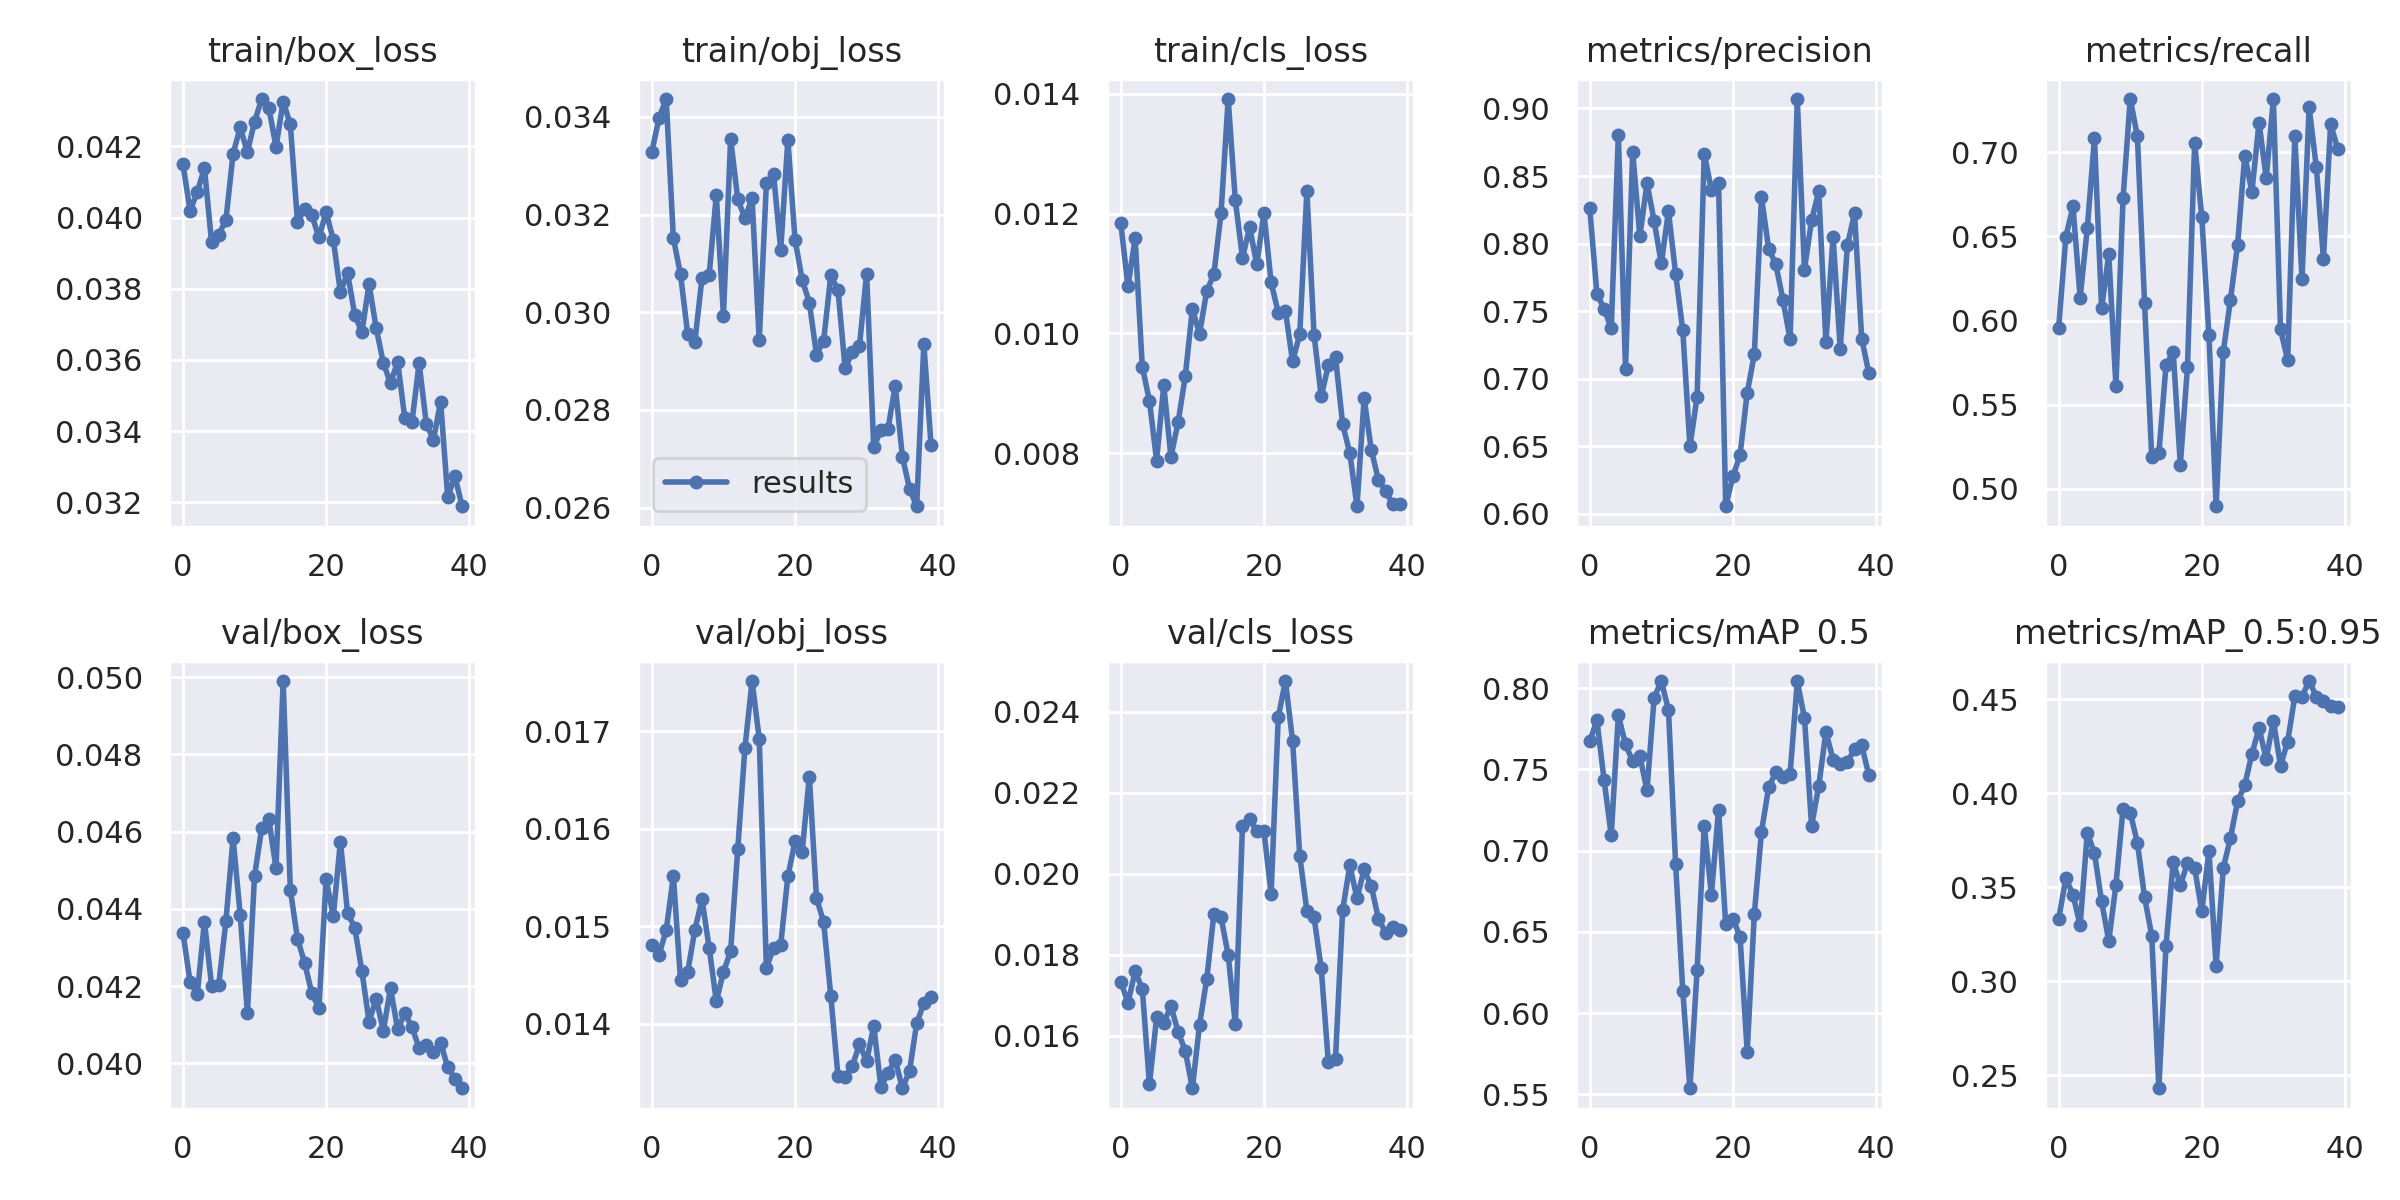 train/box_loss
0.042
0.040
0.038
0.036
0.034
0.032
0 20 40
train/obj_loss
0.034
0.032
0.030
0.028
0.026
results
0 20 40
train/cls_loss
0.014
0.012
0.010
0.008
0 20 40
metrics/precision
0.90
0.85
0.80
0.75
0.70
0.65
0.60
0 20 40
metrics/recall
0.70
0.65
0.60
0.55
0.50
0 20 40
val/box_loss
0.050
0.048
0.046
0.044
0.042
0.040
0 20 40
val/obj_loss
0.017
0.016
0.015
0.014
0 20 40
val/cls_loss
0.024
0.022
0.020
0.018
0.016
0 20 40
metrics/mAP_0.5
0.80
0.75
0.70
0.65
0.60
0.55
0 20 40
metrics/mAP_0.5:0.95
0.45
0.40
0.35
0.30
0.25
0 20 40